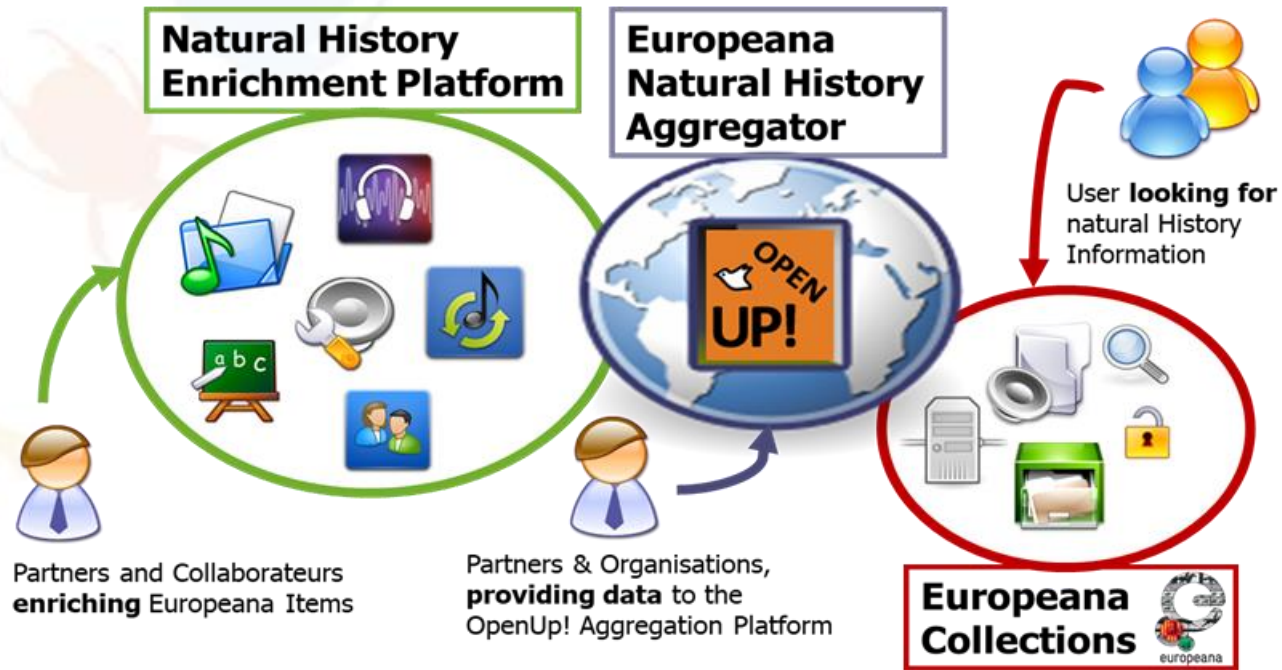 Natural History
Enrichment Platform
Europeana
Natural History
Aggregator
User looking for
natural History
Information
OPEN
UP!
a b c
Partners and Collaborateurs
enriching Europeana Items
Partners & Organisations,
providing data to the
OpenUp! Aggregation Platform
Europeana
Collections
e
europeana